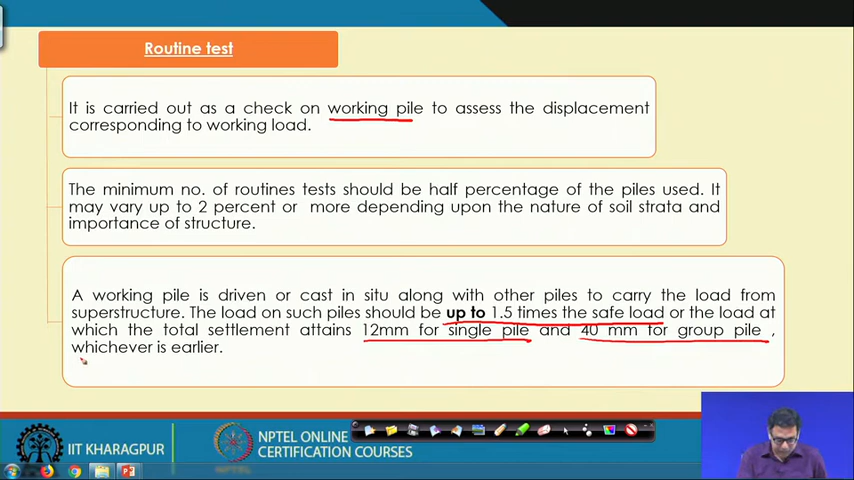 Routine test
It is carried out as a check on working pile to assess the displacement
corresponding to working load.
The minimum no. of routines tests should be half percentage of the piles used. It
may vary up to 2 percent or more depending upon the nature of soil strata and
importance of structure.
A working pile is driven or cast in situ along with other piles to carry the load from
superstructure. The load on such piles should be up to 1.5 times the safe load or the load at
which the total settlement attains 12mm for single pile and 40 mm for group pile ,
whichever is earlier.
IIT KHARAGPUR
NPTEL ONLINE
CERTIFICATION COURSES